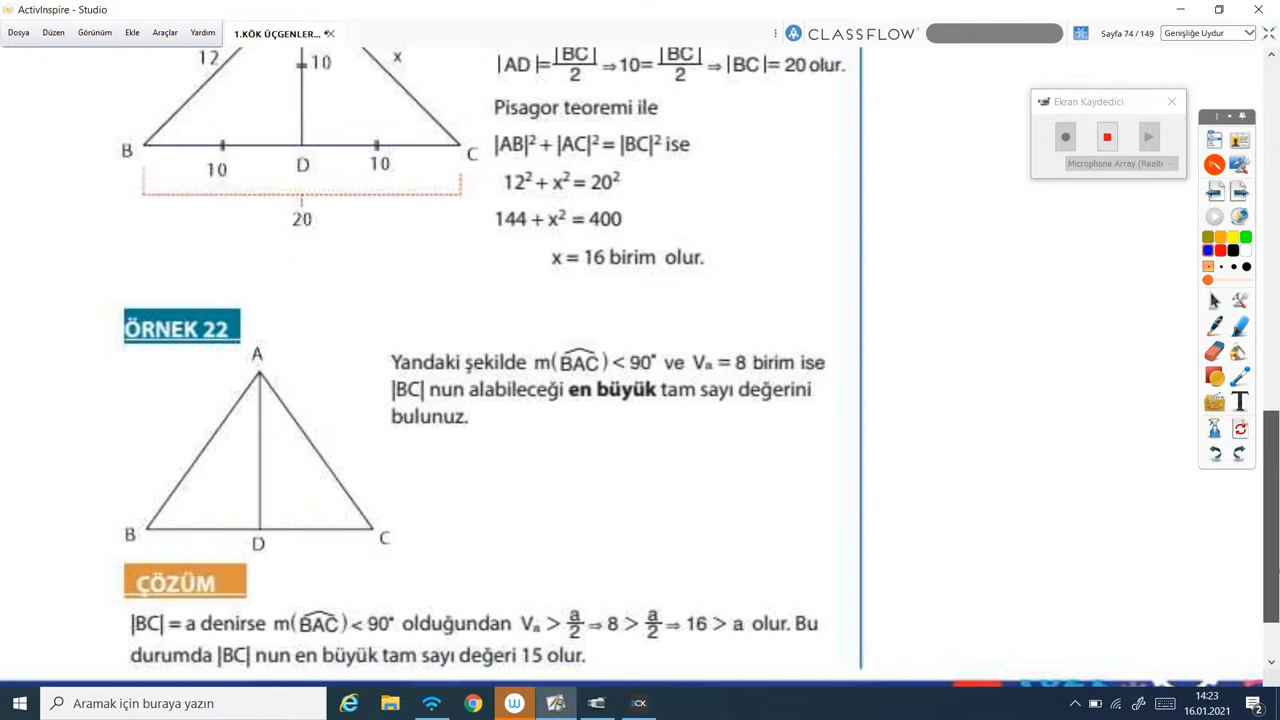 ActivInspire - Studio
Dosya Düzen Görünüm Ekle Araçlar Yardım
1.KÖK ÜÇGENLER...*
CLASSFLOW
Sayfa 74 / 149
Genişliğe Uydur
12
10
x
B
10
D
10
C
20
|AD|=|BC|/2 ⇒10=|BC|/2 ⇒|BC|= 20 olur.
Pisagor teoremi ile
|AB|² + |AC|² = |BC|² ise
12² + x² = 20²
144 + x² = 400
x = 16 birim olur.
Ekran Kaydedici
Microphone Array (Realt
ÖRNEK 22
A
B
D
C
Yandaki şekilde m(BAC) < 90° ve Vₐ = 8 birim ise
|BC| nun alabileceği en büyük tam sayı değerini
bulunuz.
ÇÖZÜM
|BC| = a denirse m(BAC) < 90° olduğundan Vₐ > a/2 ⇒ 8 > a/2 ⇒ 16 > a olur. Bu
durumda |BC| nun en büyük tam sayı değeri 15 olur.
T
Aramak için buraya yazın
14:23
16.01.2021
2